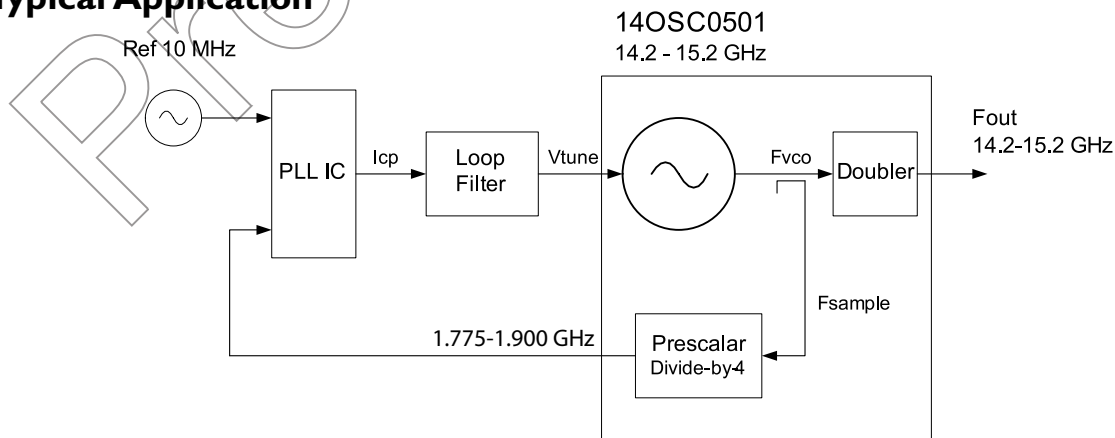 Typical Application
14OSC0501
14.2 - 15.2 GHz
Ref 10 MHz
Fout
14.2-15.2 GHz
PLL IC
Icp
Loop
Filter
Vtune
Fvco
Doubler
Fsample
1.775-1.900 GHz
Prescalar
Divide-by-4
Pre